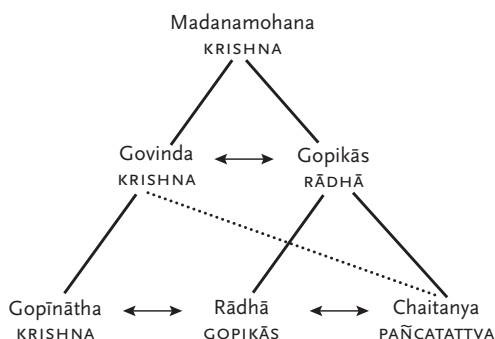 Madanamohana
KRISHNA
Govinda Gopikās
KRISHNA RĀDHĀ
Gopīnātha Rādhā Chaitanya
KRISHNA GOPIKĀS PAÑCATATTVA